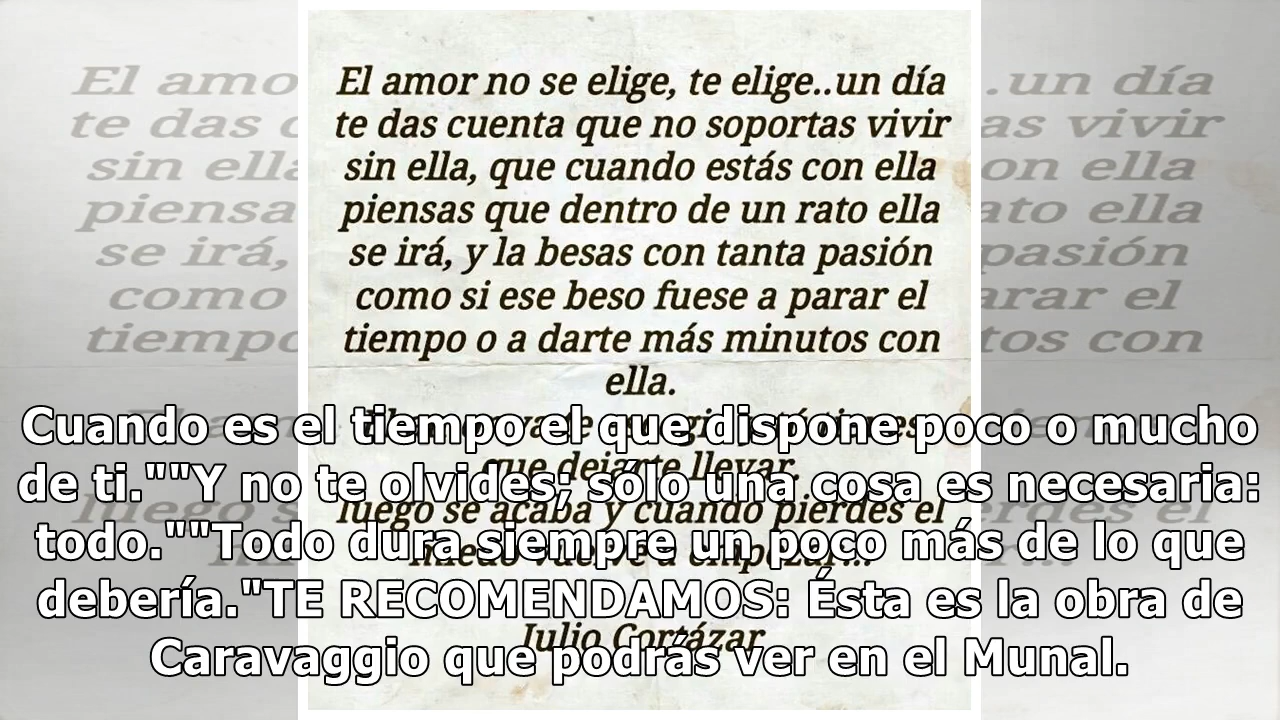 El amor no se elige, te elige..un día
te das cuenta que no soportas vivir
sin ella, que cuando estás con ella
piensas que dentro de un rato ella
se irá, y la besas con tanta pasión
como si ese beso fuese a parar el
tiempo o a darte más minutos con
ella.
que dejarte llevar,
luego se acaba y cuando pierdes el
miedo vuelve a empezar...
Julio Cortázar
Cuando es el tiempo el que dispone poco o mucho
de ti.""Y no te olvides; sólo una cosa es necesaria:
todo.""Todo dura siempre un poco más de lo que
debería."TE RECOMENDAMOS: Ésta es la obra de
Caravaggio que podrás ver en el Munal.